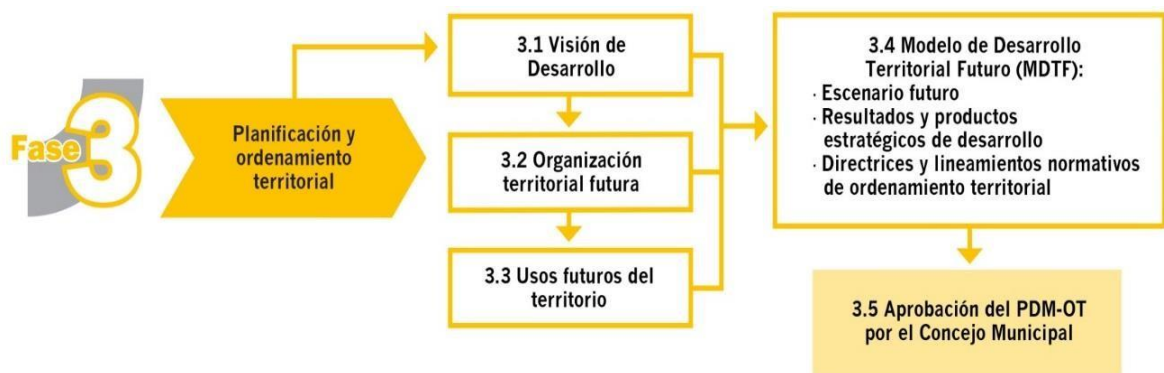 Fase 3
Planificación y
ordenamiento
territorial
3.1 Visión de
Desarrollo
3.2 Organización
territorial futura
3.3 Usos futuros del
territorio
3.4 Modelo de Desarrollo
Territorial Futuro (MDTF):
· Escenario futuro
· Resultados y productos
estratégicos de desarrollo
· Directrices y lineamientos normativos
de ordenamiento territorial
3.5 Aprobación del PDM-OT
por el Concejo Municipal